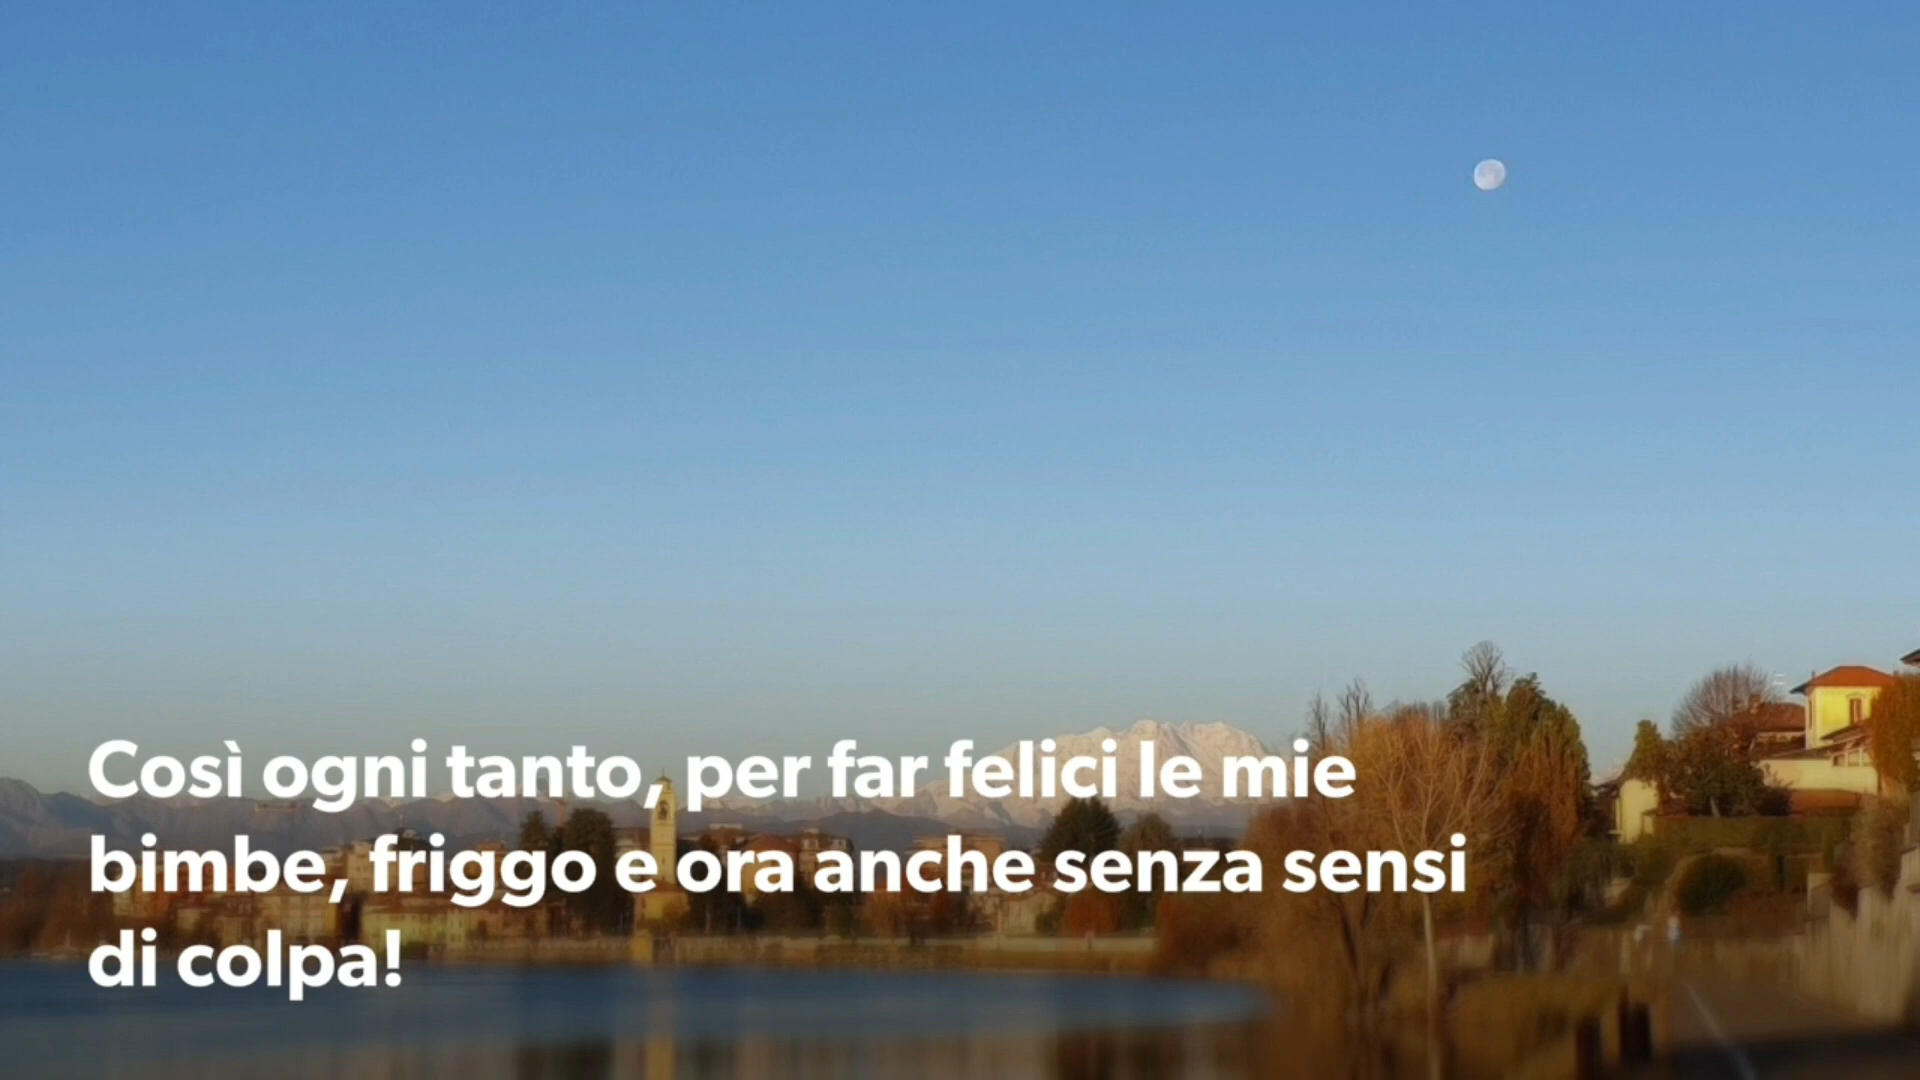 Così ogni tanto, per far felici le mie
bimbe, friggo e ora anche senza sensi
di colpa!